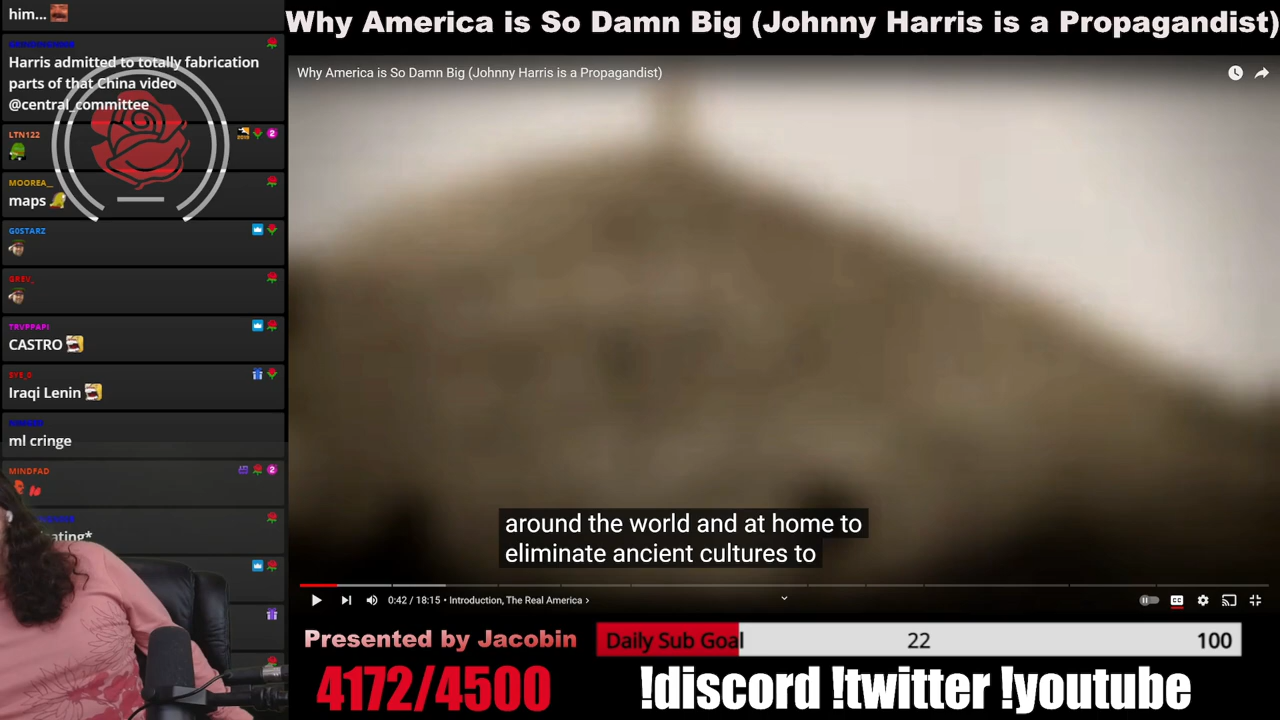 Why America is So Damn Big (Johnny Harris is a Propagandist)
him...
Harris admitted to totally fabrication
parts of that China video
@central_committee
LTN122
MOOREA__
maps
G0STARZ
GREV_
TRVPPAPI
CASTRO
Iraqi Lenin
ml cringe
MINDFAD
Why America is So Damn Big (Johnny Harris is a Propagandist)
around the world and at home to
eliminate ancient cultures to
0:42 / 18:15 • Introduction, The Real America ›
Presented by Jacobin
Daily Sub Goal 22 100
4172/4500
!discord !twitter !youtube